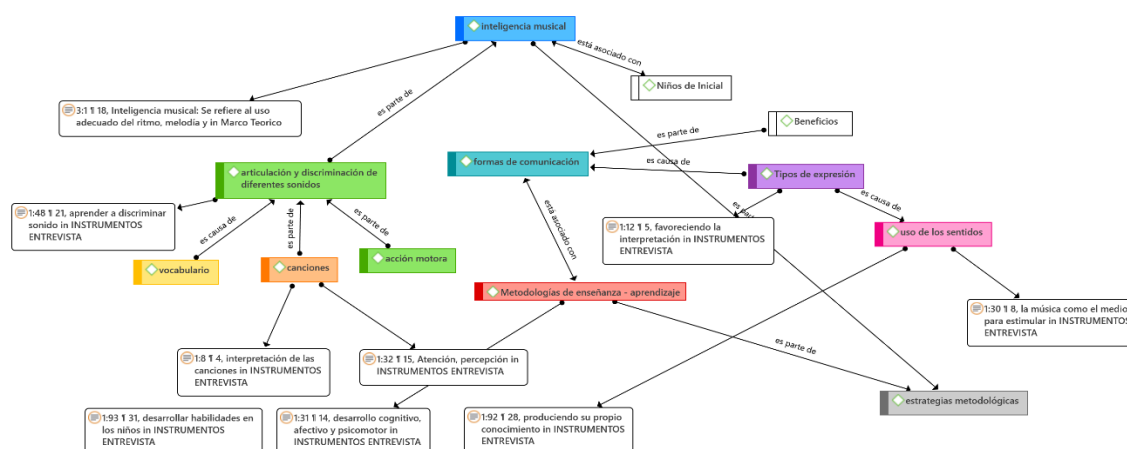 inteligencia musical
está asociado con
Niños de Inicial
3:1 ¶ 18, Inteligencia musical: Se refiere al uso
adecuado del ritmo, melodía y in Marco Teorico
es parte de
Beneficios
es parte de
formas de comunicación
es causa de
Tipos de expresión
articulación y discriminación de
diferentes sonidos
1:48 ¶ 21, aprender a discriminar
sonido in INSTRUMENTOS
ENTREVISTA
es causa de
es parte de
es parte de
está asociado con
es pa
1:12 ¶ 5, favoreciendo la
interpretación in INSTRUMENTOS
ENTREVISTA
es causa de
uso de los sentidos
vocabulario
canciones
acción motora
Metodologías de enseñanza - aprendizaje
1:30 ¶ 8, la música como el medio
para estimular in INSTRUMENTOS
ENTREVISTA
1:8 ¶ 4, interpretación de las
canciones in INSTRUMENTOS
ENTREVISTA
1:32 ¶ 15, Atención, percepción in
INSTRUMENTOS ENTREVISTA
es parte de
estrategias metodológicas
1:93 ¶ 31, desarrollar habilidades en
los niños in INSTRUMENTOS
ENTREVISTA
1:31 ¶ 14, desarrollo cognitivo,
afectivo y psicomotor in
INSTRUMENTOS ENTREVISTA
1:92 ¶ 28, produciendo su propio
conocimiento in INSTRUMENTOS
ENTREVISTA